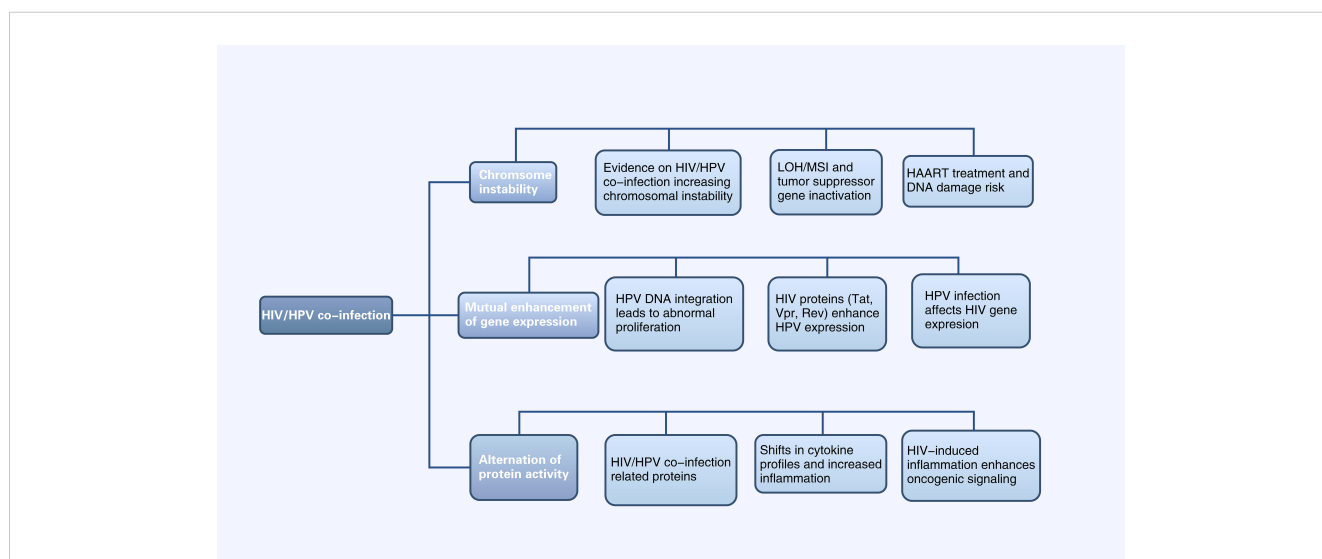 Chromsome
instability
Evidence on HIV/HPV
co−infection increasing
chromosomal instability
LOH/MSI and
tumor suppressor
gene inactivation
HAART treatment and
DNA damage risk
HIV/HPV co−infection
Mutual enhancement
of gene expression
HPV DNA integration
leads to abnormal
proliferation
HIV proteins (Tat,
Vpr, Rev) enhance
HPV expression
HPV infection
affects HIV gene
expresion
Alternation of
protein activity
HIV/HPV co−infection
related proteins
Shifts in cytokine
profiles and increased
inflammation
HIV−induced
inflammation enhances
oncogenic signaling